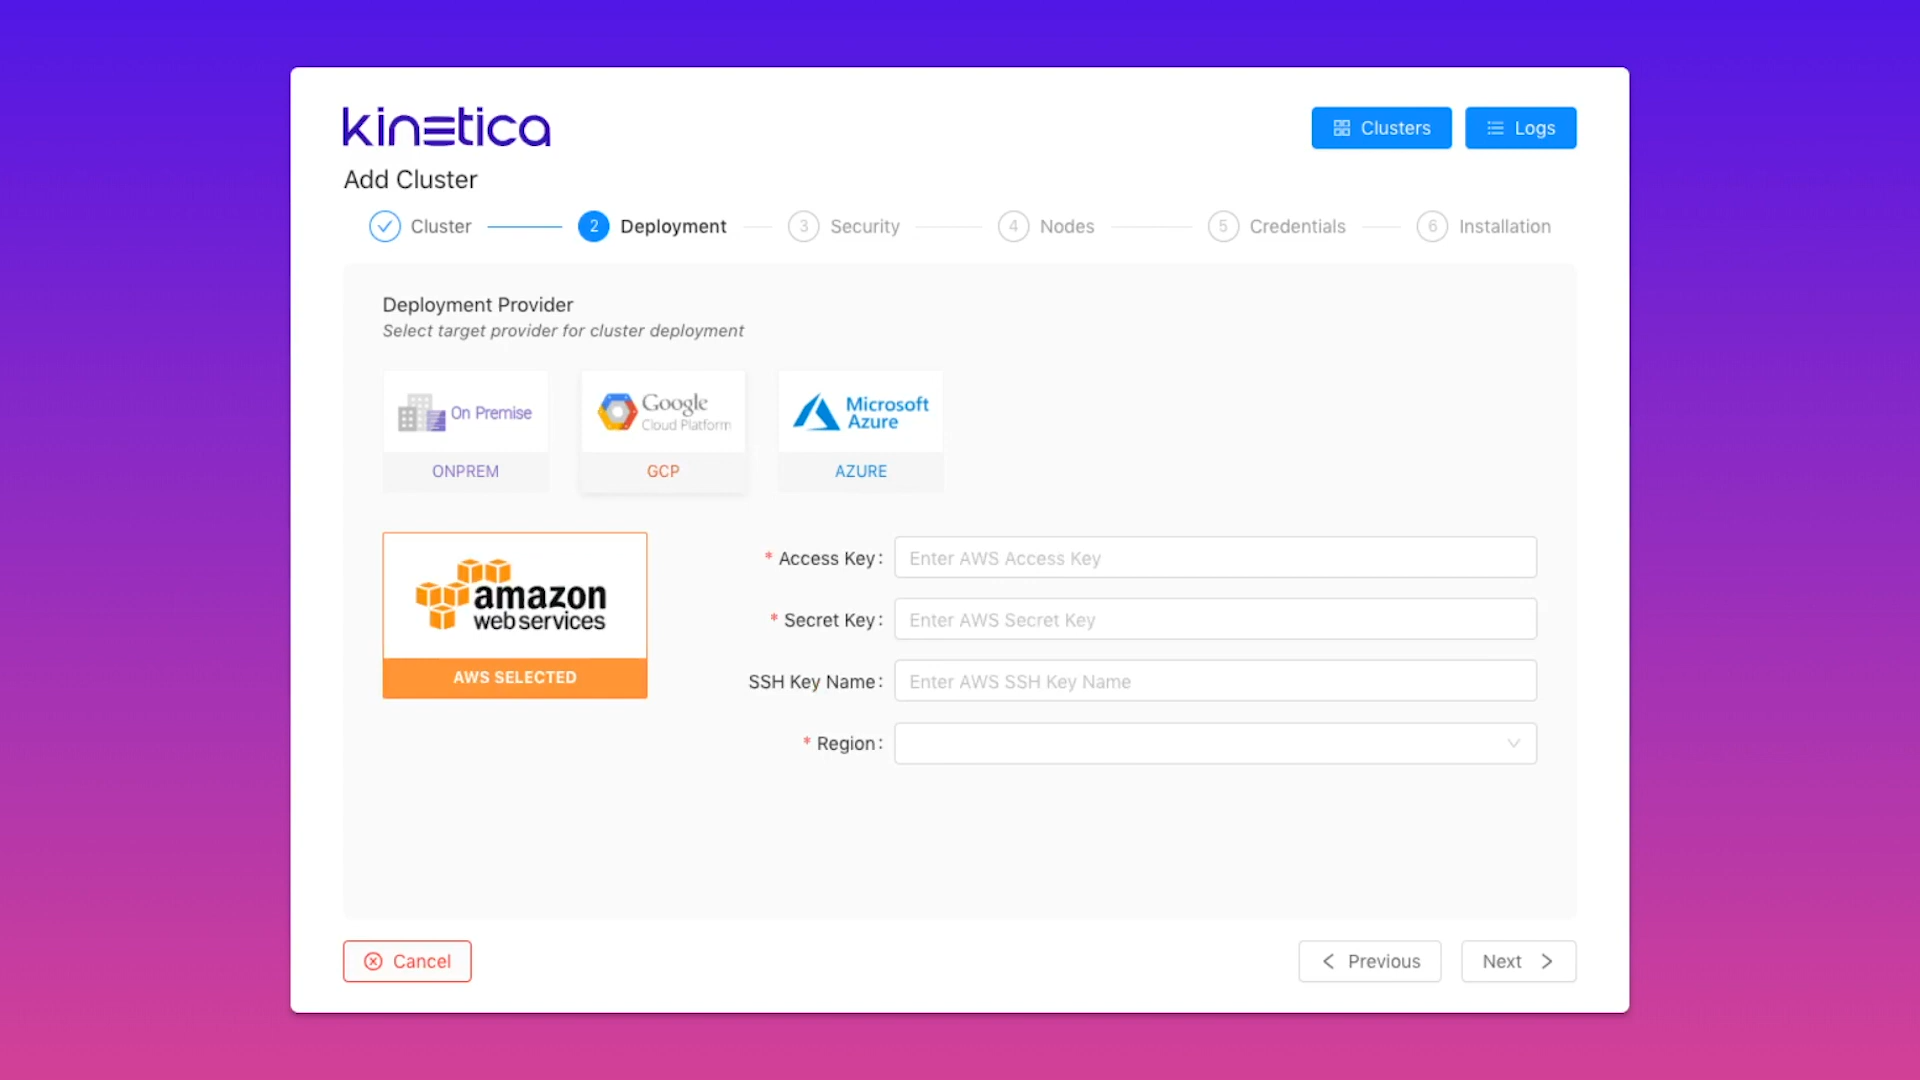 kinetica
Clusters
Logs
Add Cluster
Cluster
2 Deployment
3 Security
4 Nodes
5 Credentials
6 Installation
Deployment Provider
Select target provider for cluster deployment
On Premise
ONPREM
Google
Cloud Platform
GCP
Microsoft
Azure
AZURE
amazon
web services
AWS SELECTED
* Access Key: Enter AWS Access Key
* Secret Key: Enter AWS Secret Key
SSH Key Name: Enter AWS SSH Key Name
* Region:
Cancel
Previous
Next